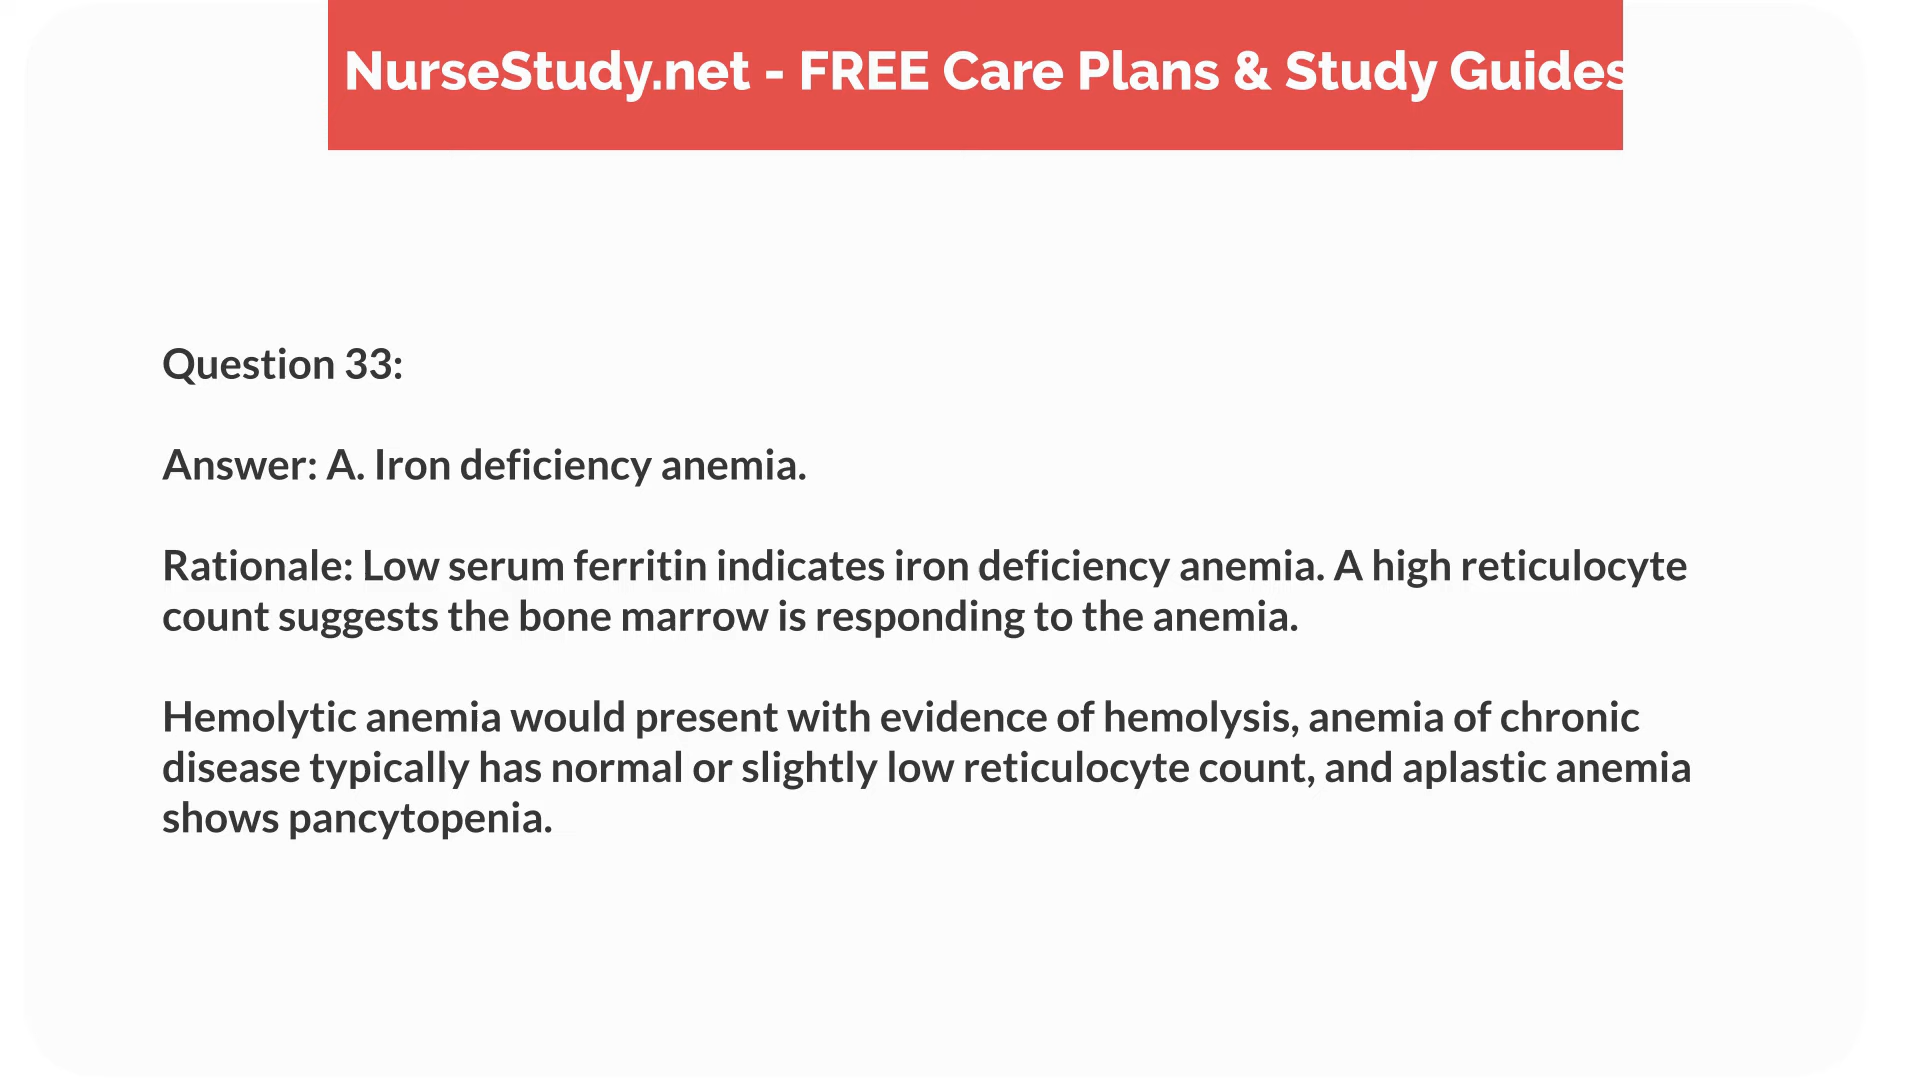 NurseStudy.net - FREE Care Plans & Study Guides
Question 33:
Answer: A. Iron deficiency anemia.
Rationale: Low serum ferritin indicates iron deficiency anemia. A high reticulocyte
count suggests the bone marrow is responding to the anemia.
Hemolytic anemia would present with evidence of hemolysis, anemia of chronic
disease typically has normal or slightly low reticulocyte count, and aplastic anemia
shows pancytopenia.